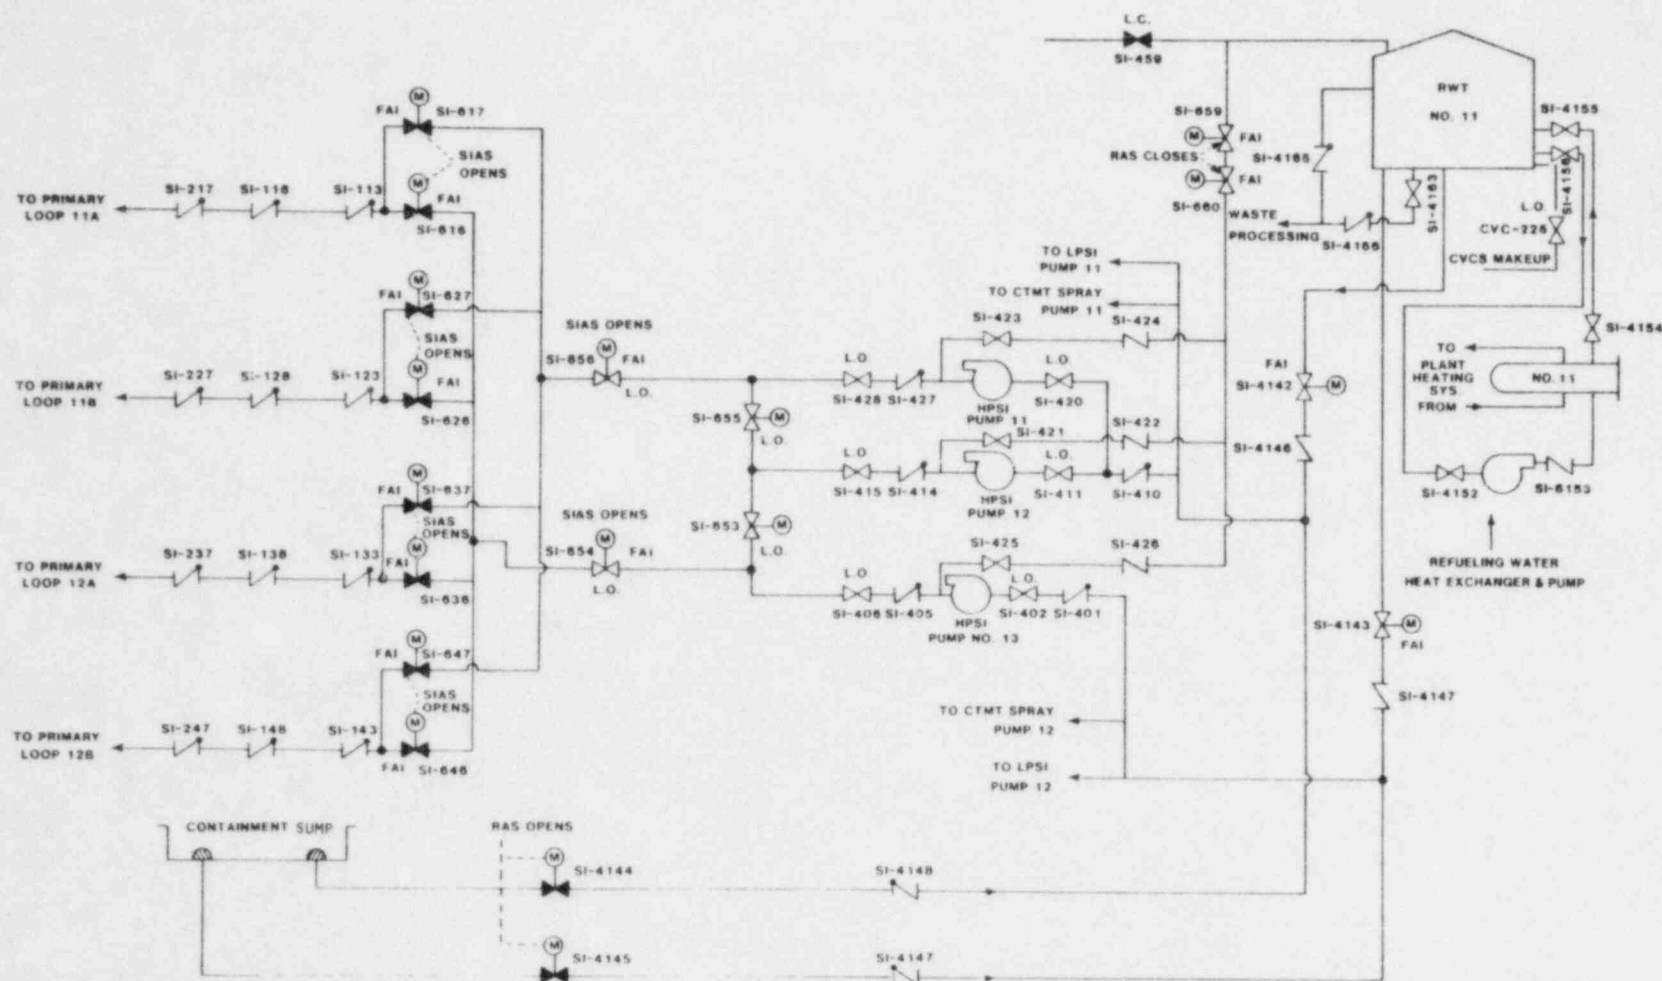 L.C.
SI-459
RWT
NO. 11
SI-4155
SI-4156
SI-659
M
FAI
RAS CLOSES
M
FAI
SI-660
SI-4165
SI-4163
WASTE
PROCESSING
SI-4166
L.O.
CVC-225
CVCS MAKEUP
SI-4154
TO
PLANT
HEATING
SYS.
FROM
NO. 11
SI-4152
SI-6153
REFUELING WATER
HEAT EXCHANGER & PUMP
M
FAI
SI-617
SIAS
OPENS
M
FAI
SI-616
TO PRIMARY
LOOP 11A
SI-217
SI-118
SI-113
M
FAI
SI-627
SIAS
OPENS
M
FAI
SI-626
TO PRIMARY
LOOP 11B
SI-227
SI-128
SI-123
M
FAI
SI-637
SIAS
OPENS
M
FAI
SI-636
TO PRIMARY
LOOP 12A
SI-237
SI-138
SI-133
M
FAI
SI-647
SIAS
OPENS
M
FAI
SI-646
TO PRIMARY
LOOP 12B
SI-247
SI-148
SI-143
SIAS OPENS
M
SI-656
FAI
L.O.
SIAS OPENS
M
SI-654
FAI
L.O.
SI-655
M
L.O.
SI-653
M
L.O.
TO LPSI
PUMP 11
TO CTMT SPRAY
PUMP 11
SI-423
SI-424
L.O.
SI-428
SI-427
HPSI
PUMP 11
L.O.
SI-420
SI-421
SI-422
L.O.
SI-415
SI-414
HPSI
PUMP 12
L.O.
SI-411
SI-410
SI-425
SI-426
L.O.
SI-406
SI-405
HPSI
PUMP NO. 13
L.O.
SI-402
SI-401
FAI
SI-4142
M
SI-4146
SI-4143
M
FAI
SI-4147
TO CTMT SPRAY
PUMP 12
TO LPSI
PUMP 12
CONTAINMENT SUMP
RAS OPENS
M
SI-4144
SI-4148
M
SI-4145
SI-4147